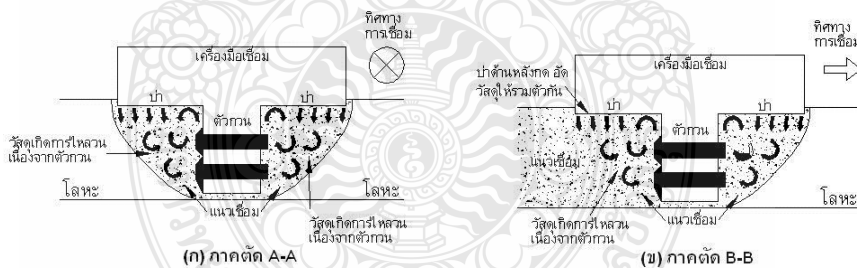 ทิศทาง
การเชื่อม
เครื่องมือเชื่อม
บ่า
บ่า
ตัวกวน
วัสดุเกิดการไหลวน
เนื่องจากตัวกวน
โลหะ
โลหะ
แนวเชื่อม
วัสดุเกิดการไหลวน
เนื่องจากตัวกวน
(ก) ภาคตัด A-A
ทิศทาง
การเชื่อม
เครื่องมือเชื่อม
บ่าด้านหลังกด อัด
วัสดุให้รวมตัวกัน
บ่า
บ่า
ตัวกวน
แนวเชื่อม
โลหะ
แนวเชื่อม
วัสดุเกิดการไหลวน
เนื่องจากตัวกวน
(ข) ภาคตัด B-B